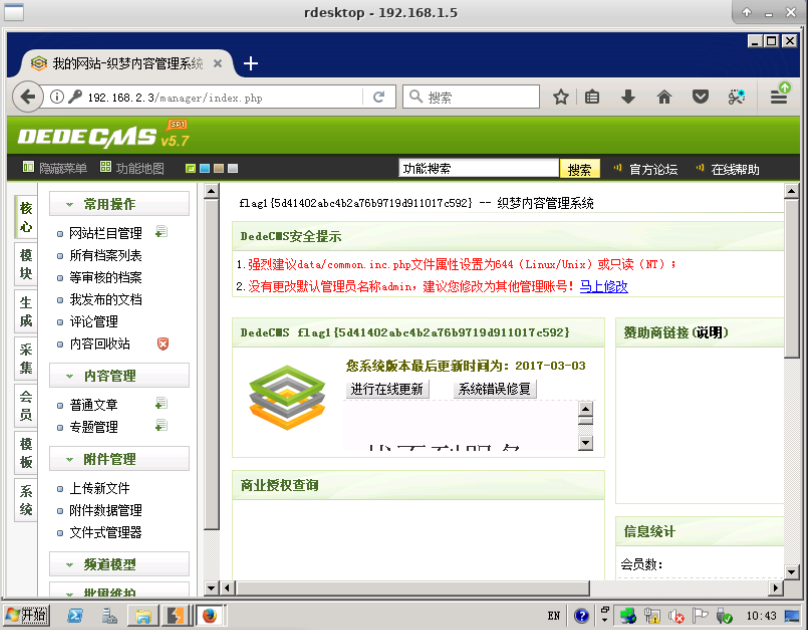 rdesktop - 192.168.1.5
我的网站-织梦内容管理系统
192.168.2.3/manager/index.php
搜索
DEDECMS v5.7 SP1
隐藏菜单 功能地图
功能搜索 搜索 官方论坛 在线帮助
核心
模块
生成
采集
会员
模板
系统
常用操作
网站栏目管理
所有档案列表
等审核的档案
我发布的文档
评论管理
内容回收站
内容管理
普通文章
专题管理
附件管理
上传新文件
附件数据管理
文件式管理器
频道模型
批量维护
flag1{5d41402abc4b2a76b9719d911017c592} -- 织梦内容管理系统
DedeCMS安全提示
1.强烈建议data/common.inc.php文件属性设置为644（Linux/Unix）或只读（NT）；
2.没有更改默认管理员名称admin，建议您修改为其他管理账号！马上修改
DedeCMS flag1{5d41402abc4b2a76b9719d911017c592}
您系统版本最后更新时间为：2017-03-03
进行在线更新 系统错误修复
商业授权查询
赞助商链接(说明)
信息统计
会员数：
开始
EN
10:43